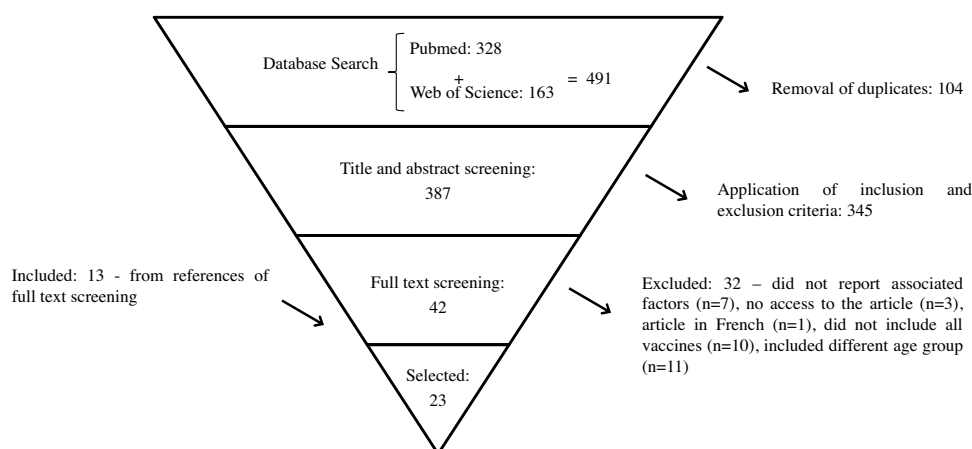 Database Search
Pubmed: 328
+
Web of Science: 163
= 491
Removal of duplicates: 104
Title and abstract screening:
387
Application of inclusion and
exclusion criteria: 345
Included: 13 - from references of
full text screening
Full text screening:
42
Excluded: 32 – did not report associated
factors (n=7), no access to the article (n=3),
article in French (n=1), did not include all
vaccines (n=10), included different age group
(n=11)
Selected:
23